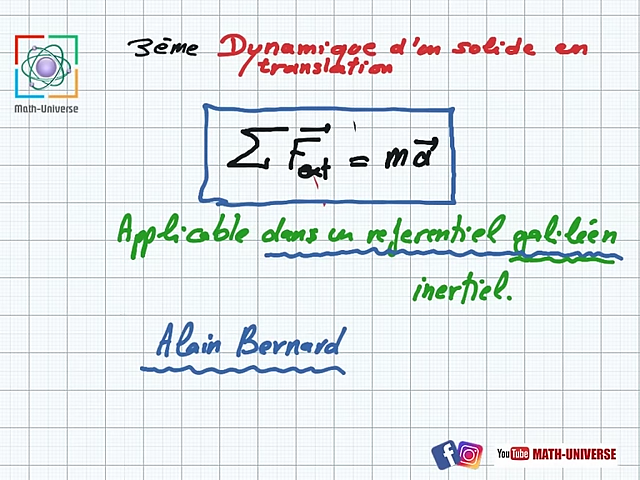 3ème Dynamique d'un solide en
translation
Math-Universe
∑ F⃗ext = ma⃗
Applicable dans un referentiel galiléen
inertiel.
Alain Bernard
YouTube MATH-UNIVERSE